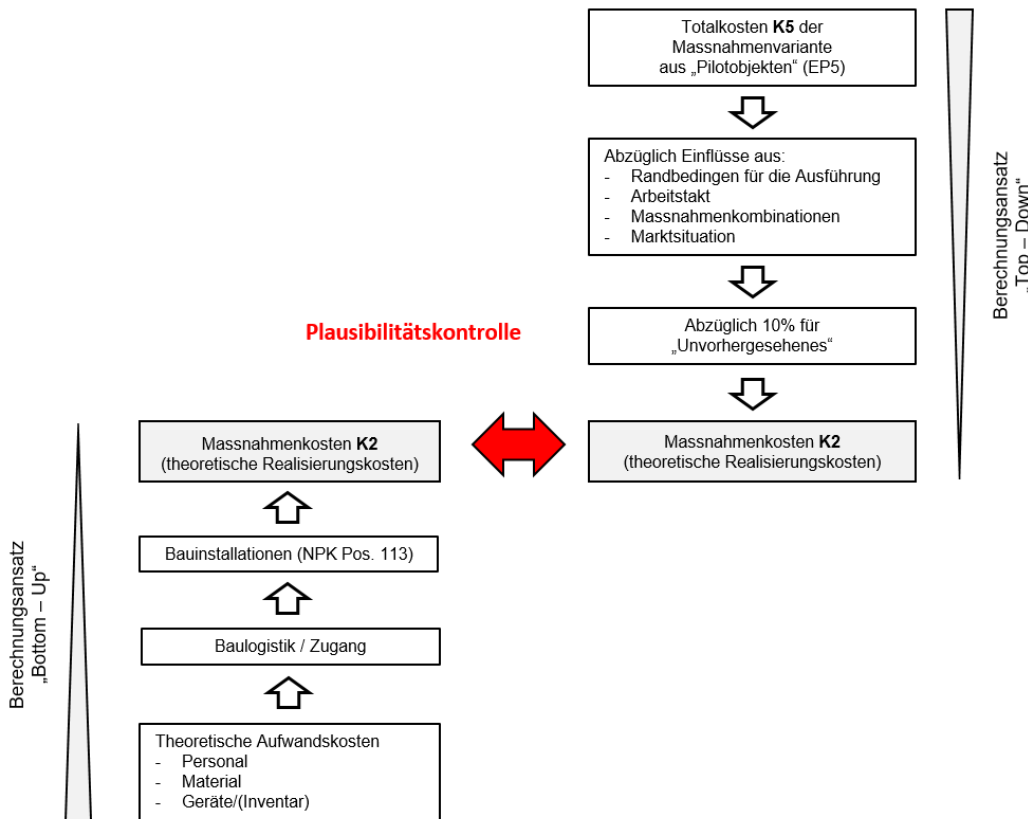 Totalkosten K5 der
Massnahmenvariante
aus „Pilotobjekten“ (EP5)
Abzüglich Einflüsse aus:
- Randbedingen für die Ausführung
- Arbeitstakt
- Massnahmenkombinationen
- Marktsituation
Abzüglich 10% für
„Unvorhergesehenes“
Massnahmenkosten K2
(theoretische Realisierungskosten)
Berechnungsansatz
„Top – Down“
Plausibilitätskontrolle
Massnahmenkosten K2
(theoretische Realisierungskosten)
Bauinstallationen (NPK Pos. 113)
Baulogistik / Zugang
Theoretische Aufwandskosten
- Personal
- Material
- Geräte/(Inventar)
Berechnungsansatz
„Bottom – Up“